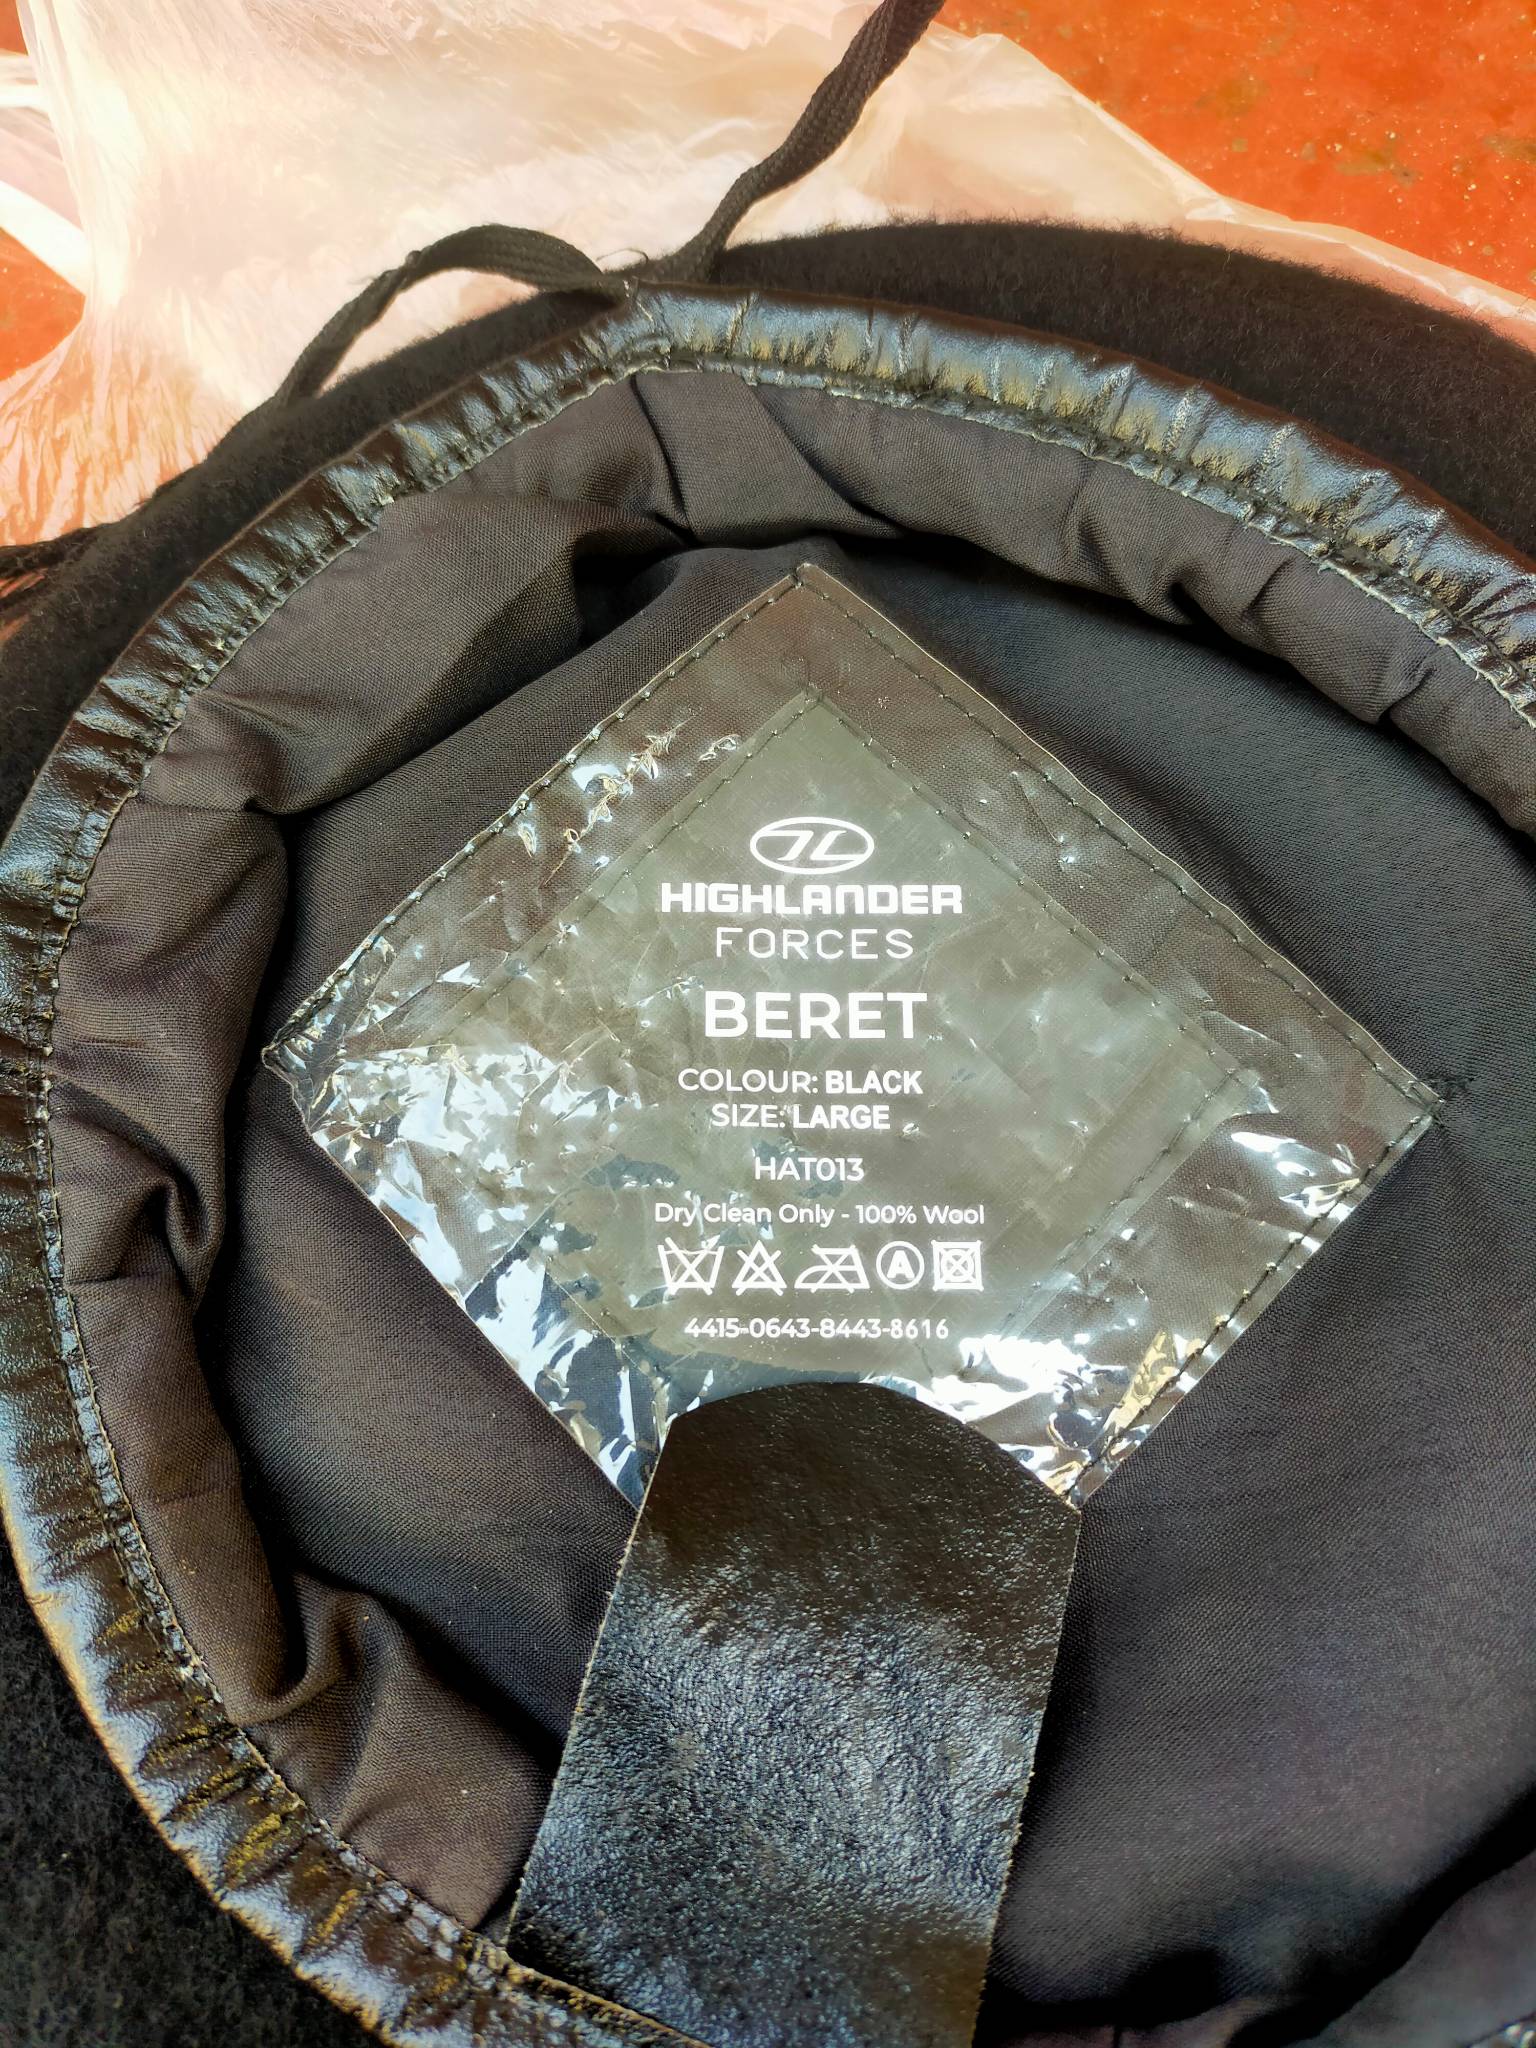 HIGHLANDER
FORCES
BERET
COLOUR: BLACK
SIZE: LARGE
HAT013
Dry Clean Only - 100% Wool
A
4415-0643-8443-8616